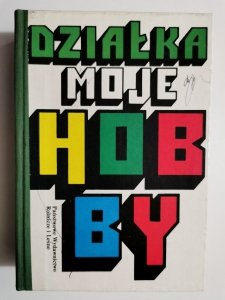 DZIAŁKA
MOJE
HOB
BY
Państwowe Wydawnictwo
Rolnicze i Leśne